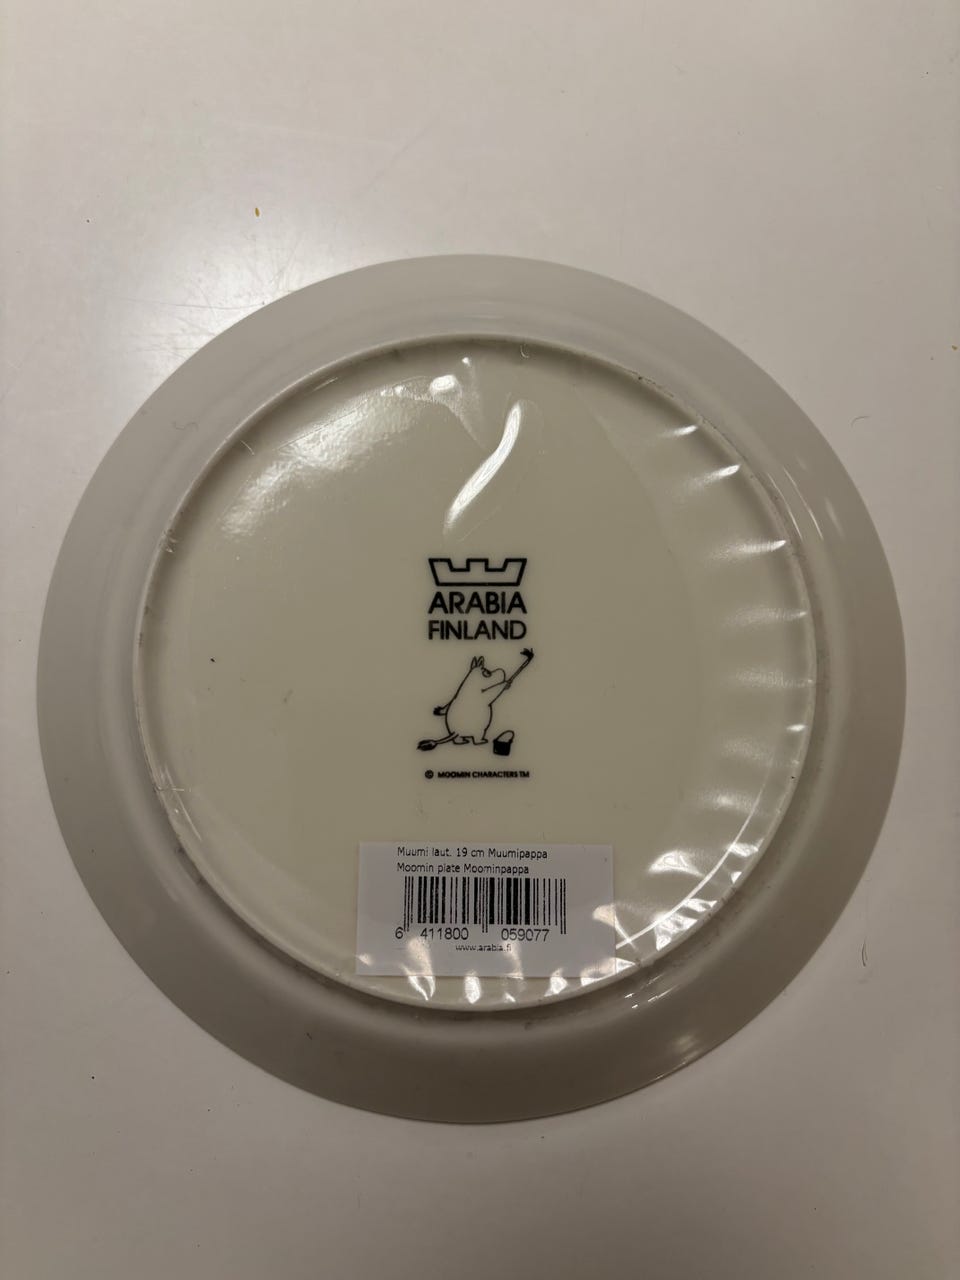 ARABIA
FINLAND
© MOOMIN CHARACTERS TM
Muumi laut. 19 cm Muumipappa
Moomin plate Moominpappa
6 411800 059077
www.arabia.fi